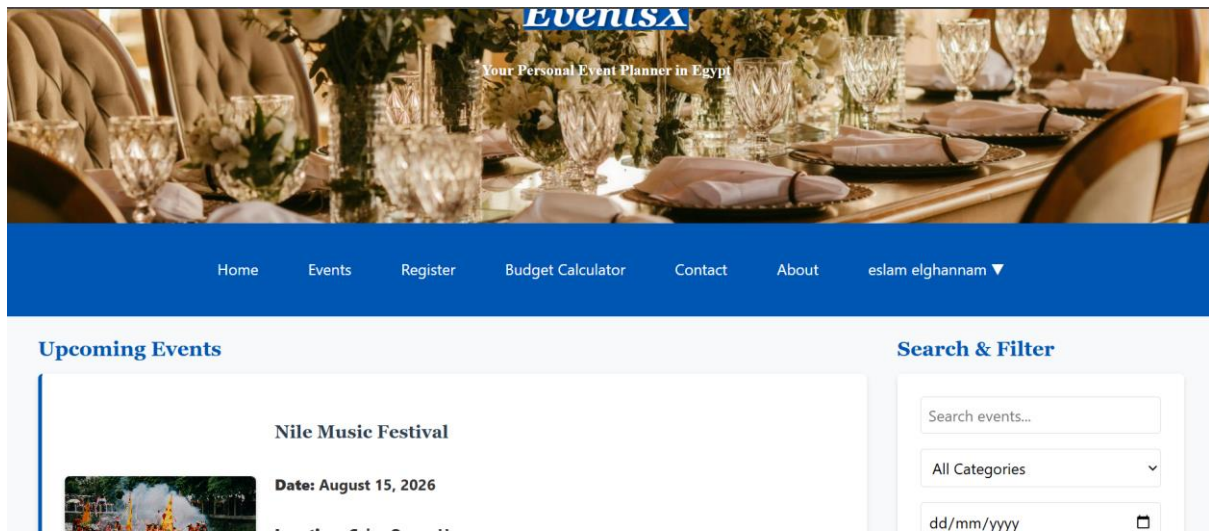 EventsX
Your Personal Event Planner in Egypt
Home Events Register Budget Calculator Contact About eslam elghannam ▼
Upcoming Events
Nile Music Festival
Date: August 15, 2026
Search & Filter
Search events...
All Categories
dd/mm/yyyy